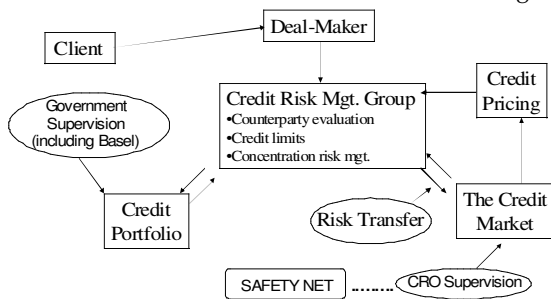 Deal-Maker
Client
Credit Risk Mgt. Group
•Counterparty evaluation
•Credit limits
•Concentration risk mgt.
Credit
Pricing
Government
Supervision
(including Basel)
Credit
Portfolio
Risk Transfer
The Credit
Market
SAFETY NET
CRO Supervision